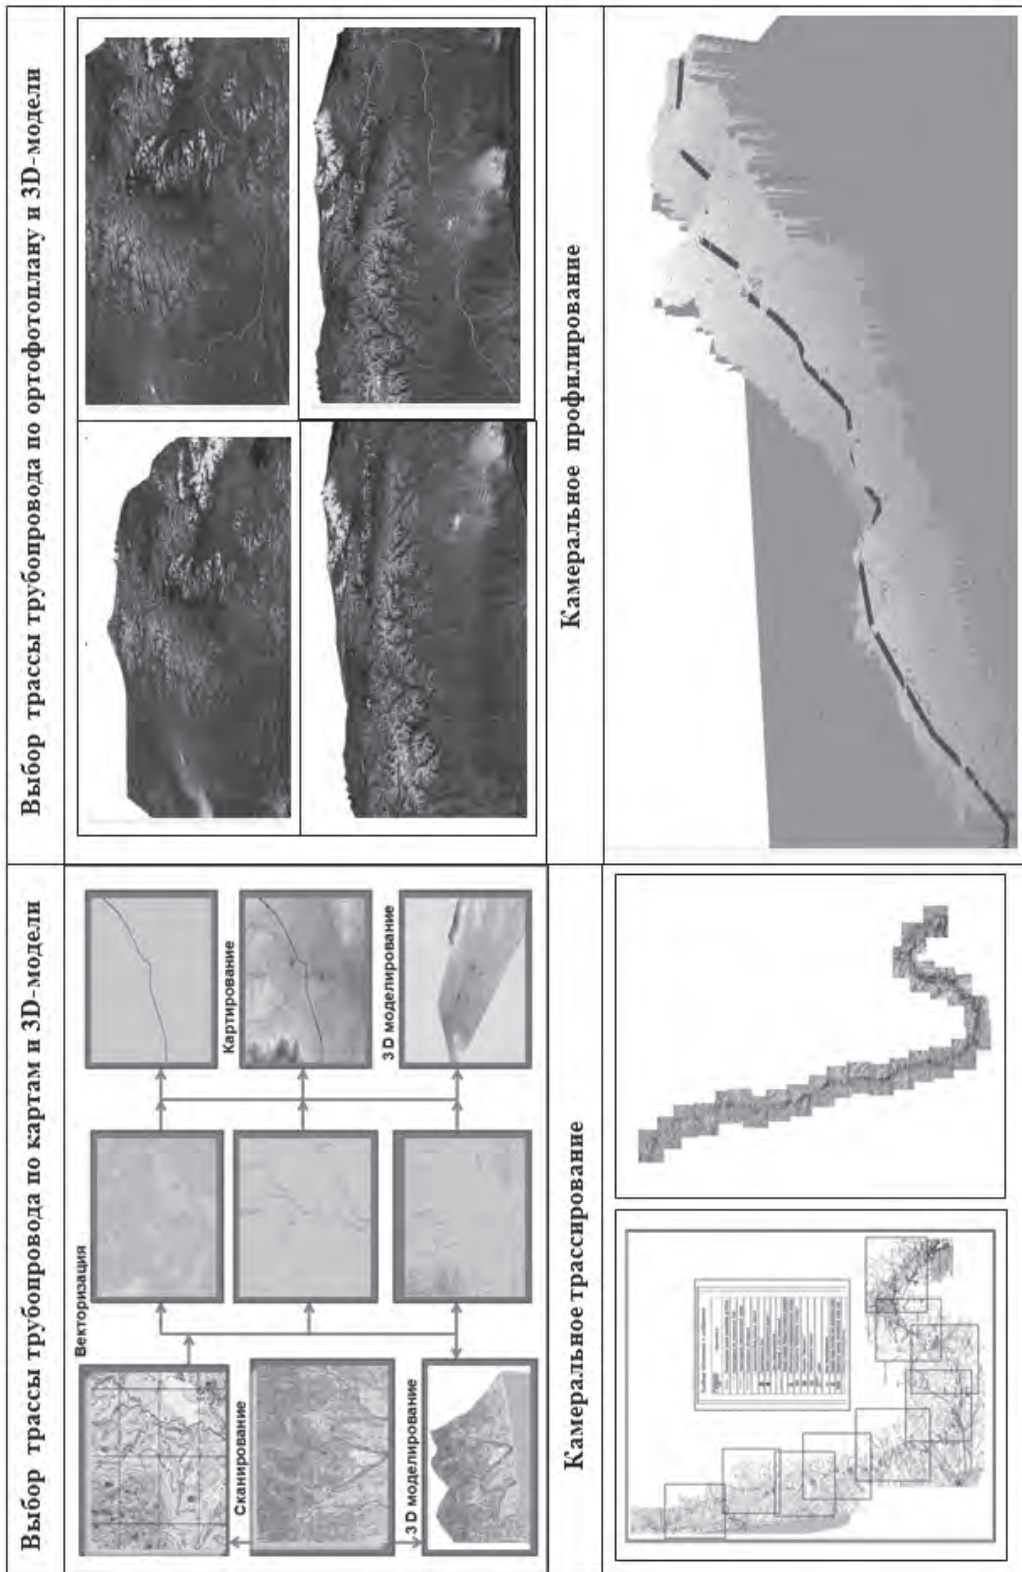 Выбор трассы трубопровода по картам и 3D-модели
Выбор трассы трубопровода по ортофотоплану и 3D-модели
Сканирование
3 D моделирование
Векторизация
Картирование
3 D моделирование
Камеральное трассирование
Камеральное профилирование